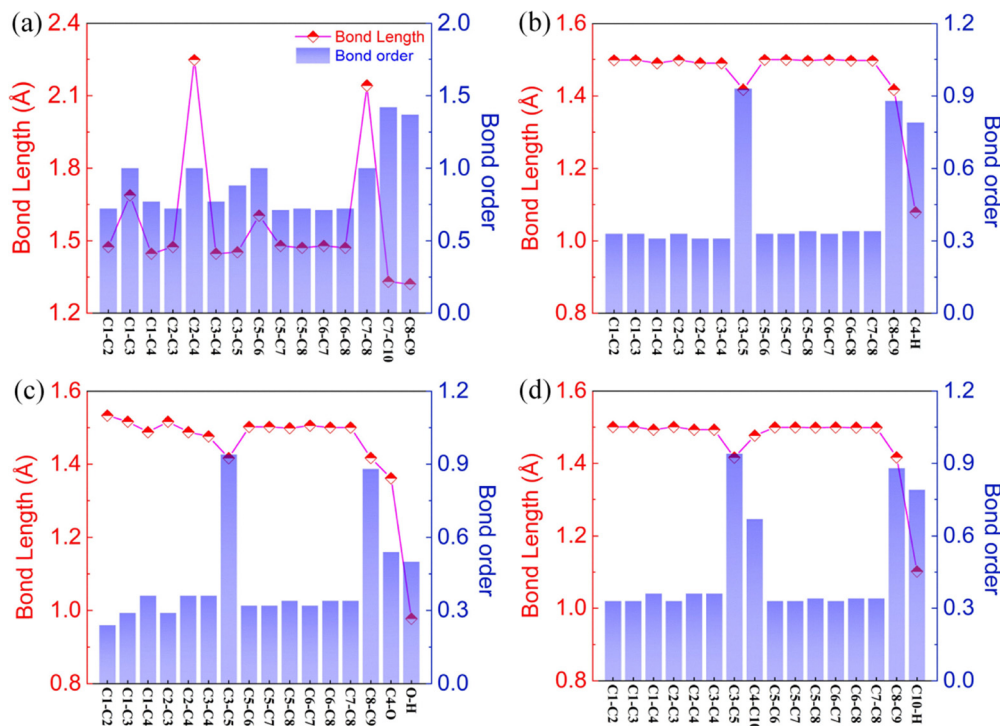 (a)
2.4
2.1
1.8
1.5
1.2
Bond Length (Å)
Bond Length
Bond order
2.0
1.5
1.0
0.5
0.0
Bond order
C1-C2
C1-C3
C1-C4
C2-C3
C2-C4
C3-C4
C3-C5
C5-C6
C5-C7
C5-C8
C6-C7
C6-C8
C7-C8
C7-C10
C8-C9
(b)
1.6
1.4
1.2
1.0
0.8
Bond Length (Å)
1.2
0.9
0.6
0.3
0.0
Bond order
C1-C2
C1-C3
C1-C4
C2-C3
C2-C4
C3-C4
C3-C5
C5-C6
C5-C7
C5-C8
C6-C7
C6-C8
C7-C8
C8-C9
C4-H
(c)
1.6
1.4
1.2
1.0
0.8
Bond Length (Å)
1.2
0.9
0.6
0.3
0.0
Bond order
C1-C2
C1-C3
C1-C4
C2-C3
C2-C4
C3-C4
C3-C5
C5-C6
C5-C7
C5-C8
C6-C7
C6-C8
C7-C8
C8-C9
C4-O
O-H
(d)
1.6
1.4
1.2
1.0
0.8
Bond Length (Å)
1.2
0.9
0.6
0.3
0.0
Bond order
C1-C2
C1-C3
C1-C4
C2-C3
C2-C4
C3-C4
C3-C5
C4-C10
C5-C6
C5-C7
C5-C8
C6-C7
C6-C8
C7-C8
C8-C9
C10-H